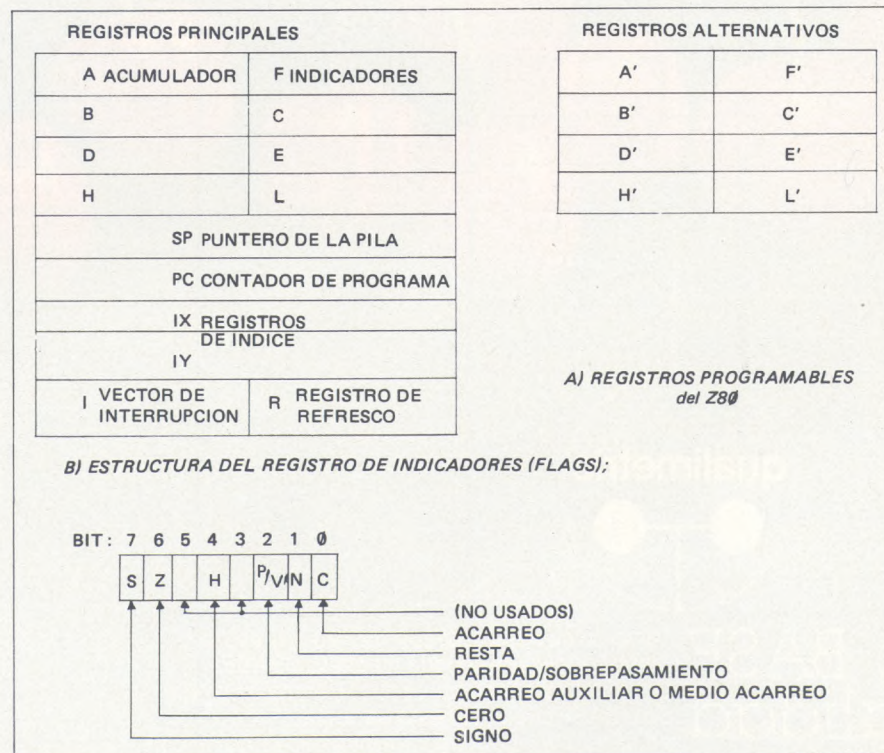 REGISTROS PRINCIPALES
A ACUMULADOR F INDICADORES
B C
D E
H L
SP PUNTERO DE LA PILA
PC CONTADOR DE PROGRAMA
IX REGISTROS
DE INDICE
IY
I VECTOR DE
INTERRUPCION
R REGISTRO DE
REFRESCO
REGISTROS ALTERNATIVOS
A' F'
B' C'
D' E'
H' L'
A) REGISTROS PROGRAMABLES
del Z8Ø
B) ESTRUCTURA DEL REGISTRO DE INDICADORES (FLAGS);
BIT: 7 6 5 4 3 2 1 Ø
S Z H P/V N C
(NO USADOS)
ACARREO
RESTA
PARIDAD/SOBREPASAMIENTO
ACARREO AUXILIAR O MEDIO ACARREO
CERO
SIGNO